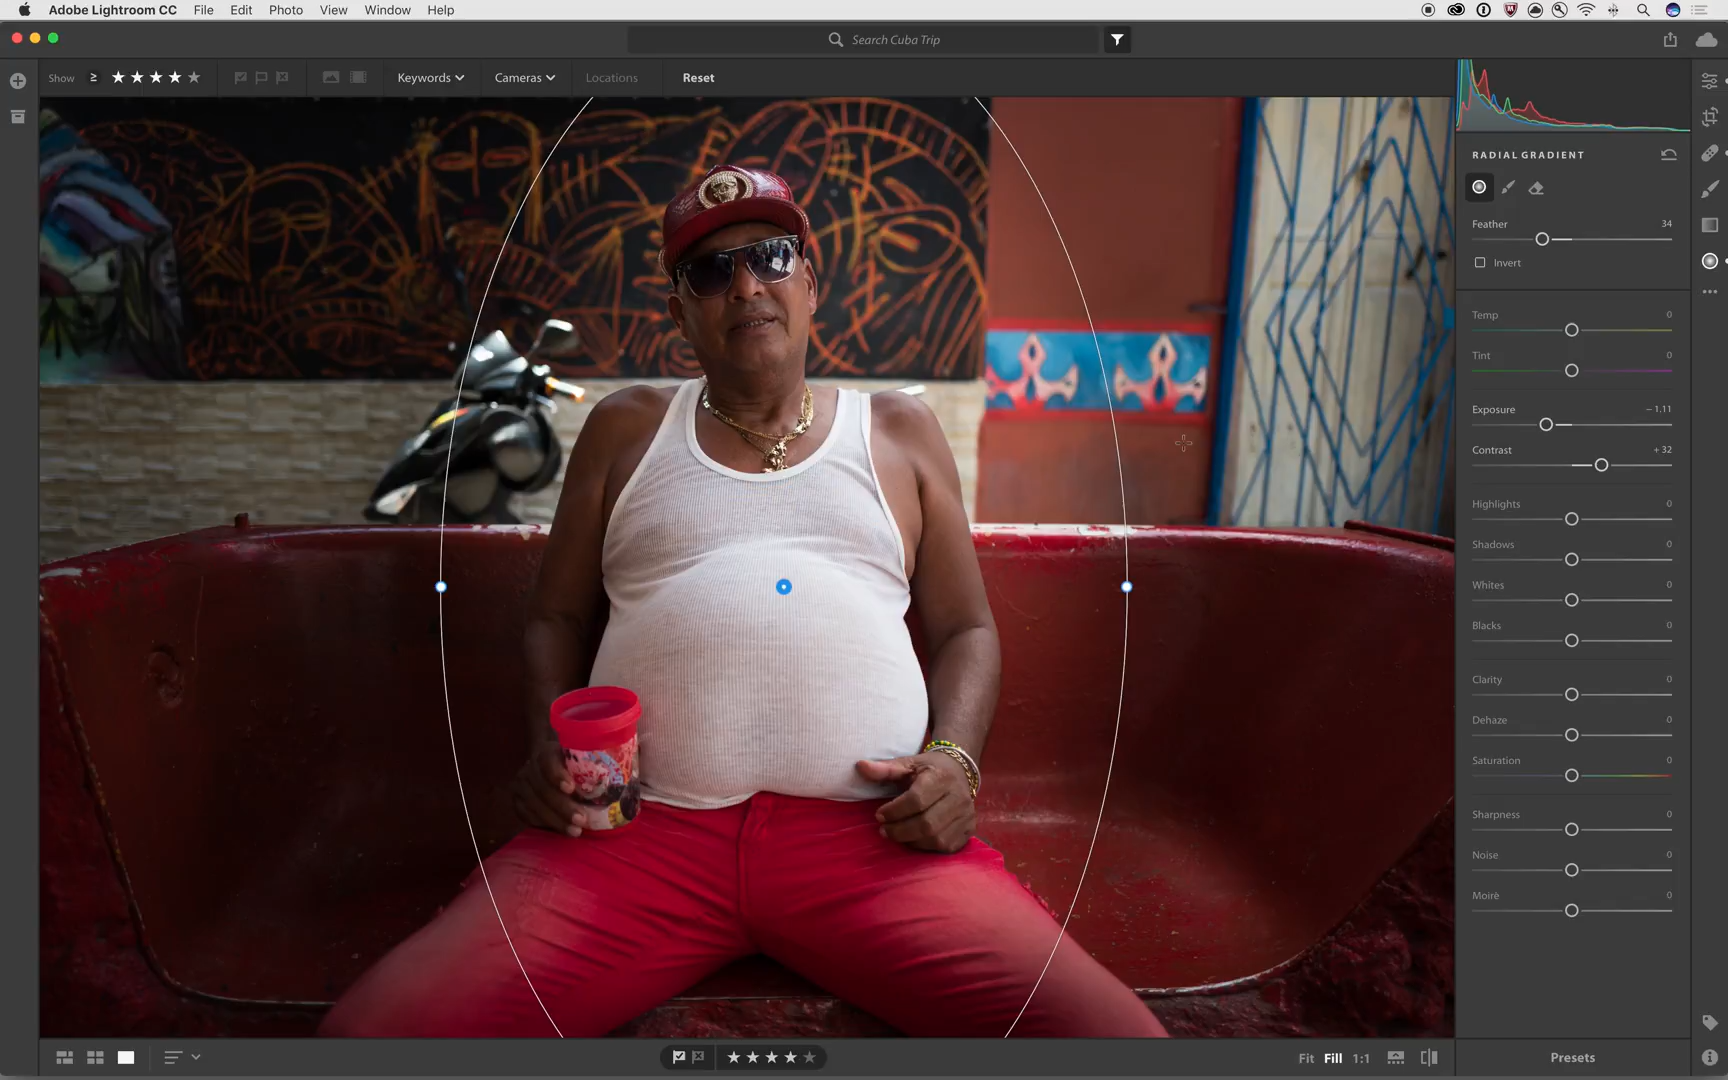 Adobe Lightroom CC File Edit Photo View Window Help
Search Cuba Trip
Show ≥ ★★★★★ Keywords Cameras Locations Reset
RADIAL GRADIENT
Feather 34
Invert
Temp 0
Tint 0
Exposure − 1,11
Contrast + 32
Highlights 0
Shadows 0
Whites 0
Blacks 0
Clarity 0
Dehaze 0
Saturation 0
Sharpness 0
Noise 0
Moirè 0
Fit Fill 1:1 Presets